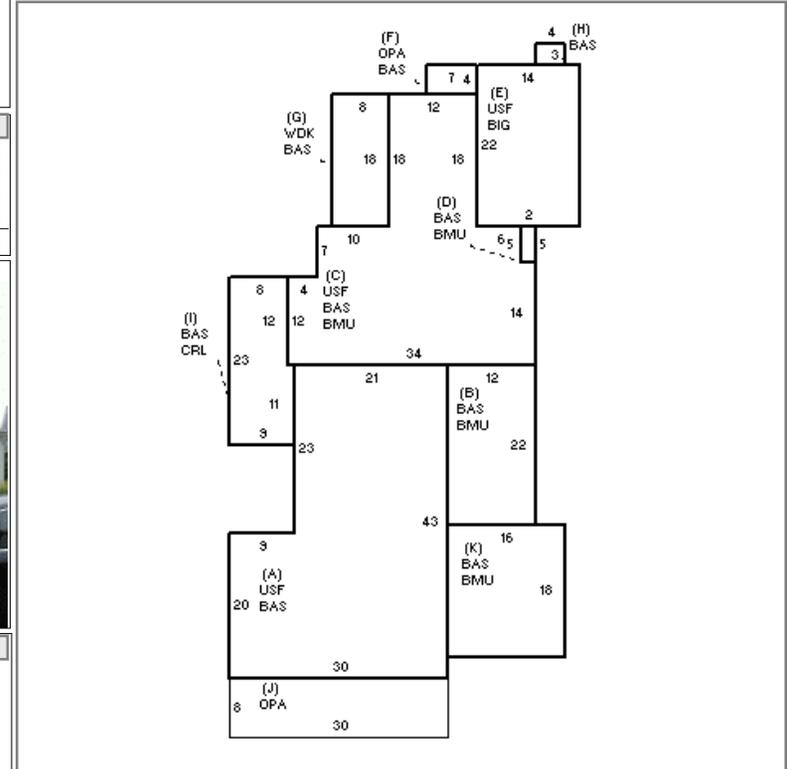 4
(H)
BAS
3
(F)
OPA
BAS
7 4
14
(E)
USF
BIG
22
8
12
(G)
WDK
BAS
18
18
18
(D)
BAS
BMU
2
10
6
5
5
7
(C)
USF
BAS
BMU
8
4
12
12
14
(I)
BAS
CRL
23
34
21
12
(B)
BAS
BMU
11
9
23
22
43
16
(K)
BAS
BMU
18
9
(A)
USF
BAS
20
30
(J)
OPA
8
30